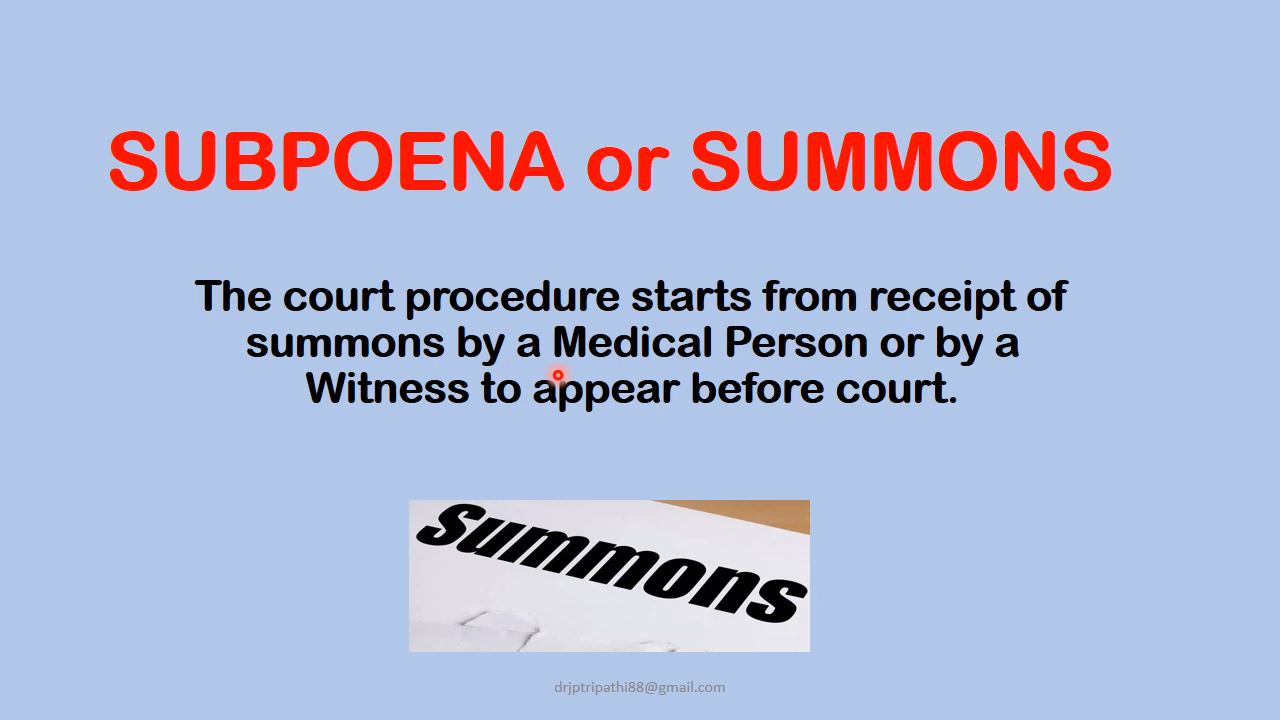 SUBPOENA or SUMMONS
The court procedure starts from receipt of
summons by a Medical Person or by a
Witness to appear before court.
Summons
drjptripathi88@gmail.com